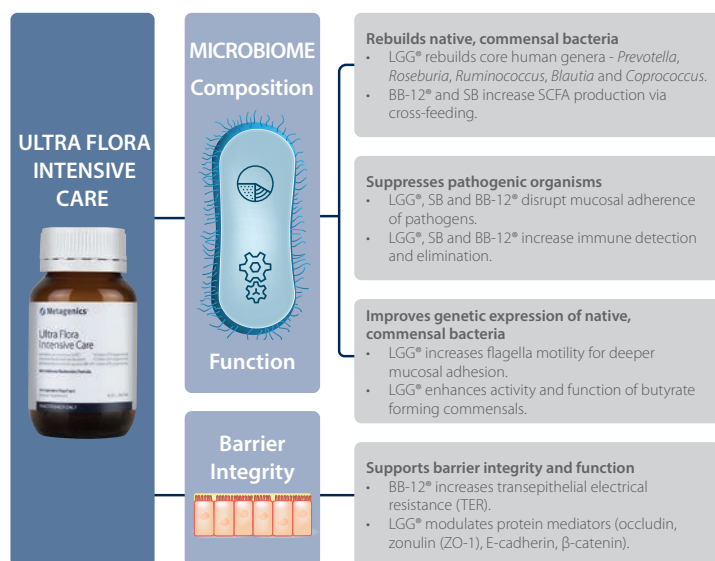 ULTRA FLORA
INTENSIVE
CARE
Metagenics®
Ultra Flora
Intensive Care
MICROBIOME
Composition
Function
Barrier
Integrity
Rebuilds native, commensal bacteria
• LGG® rebuilds core human genera - Prevotella,
Roseburia, Ruminococcus, Blautia and Coprococcus.
• BB-12® and SB increase SCFA production via
cross-feeding.
Suppresses pathogenic organisms
• LGG®, SB and BB-12® disrupt mucosal adherence
of pathogens.
• LGG®, SB and BB-12® increase immune detection
and elimination.
Improves genetic expression of native,
commensal bacteria
• LGG® increases flagella motility for deeper
mucosal adhesion.
• LGG® enhances activity and function of butyrate
forming commensals.
Supports barrier integrity and function
• BB-12® increases transepithelial electrical
resistance (TER).
• LGG® modulates protein mediators (occludin,
zonulin (ZO-1), E-cadherin, β-catenin).